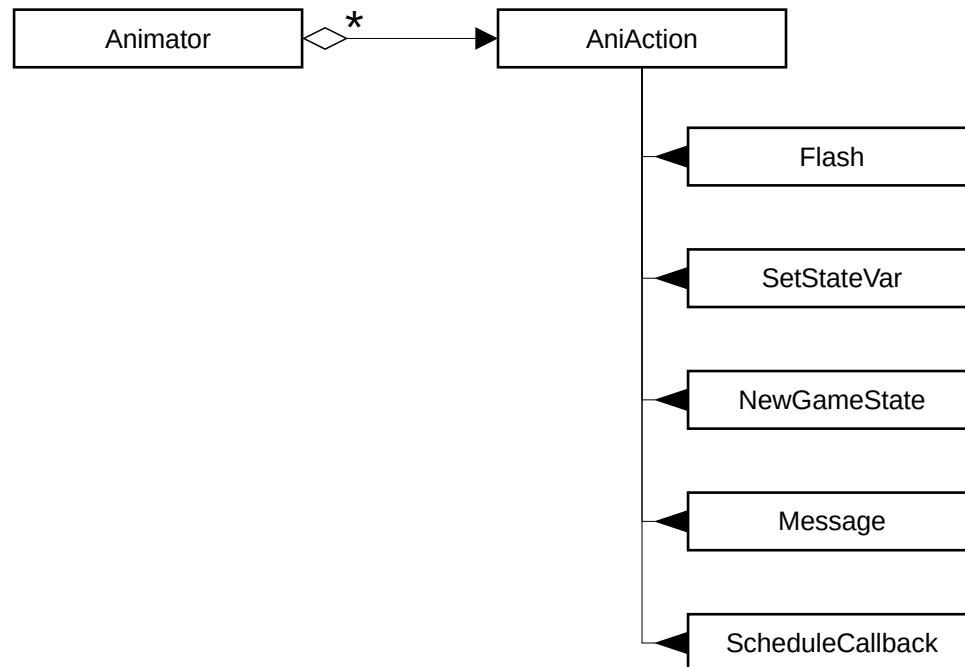 Animator
*
AniAction
Flash
SetStateVar
NewGameState
Message
ScheduleCallback